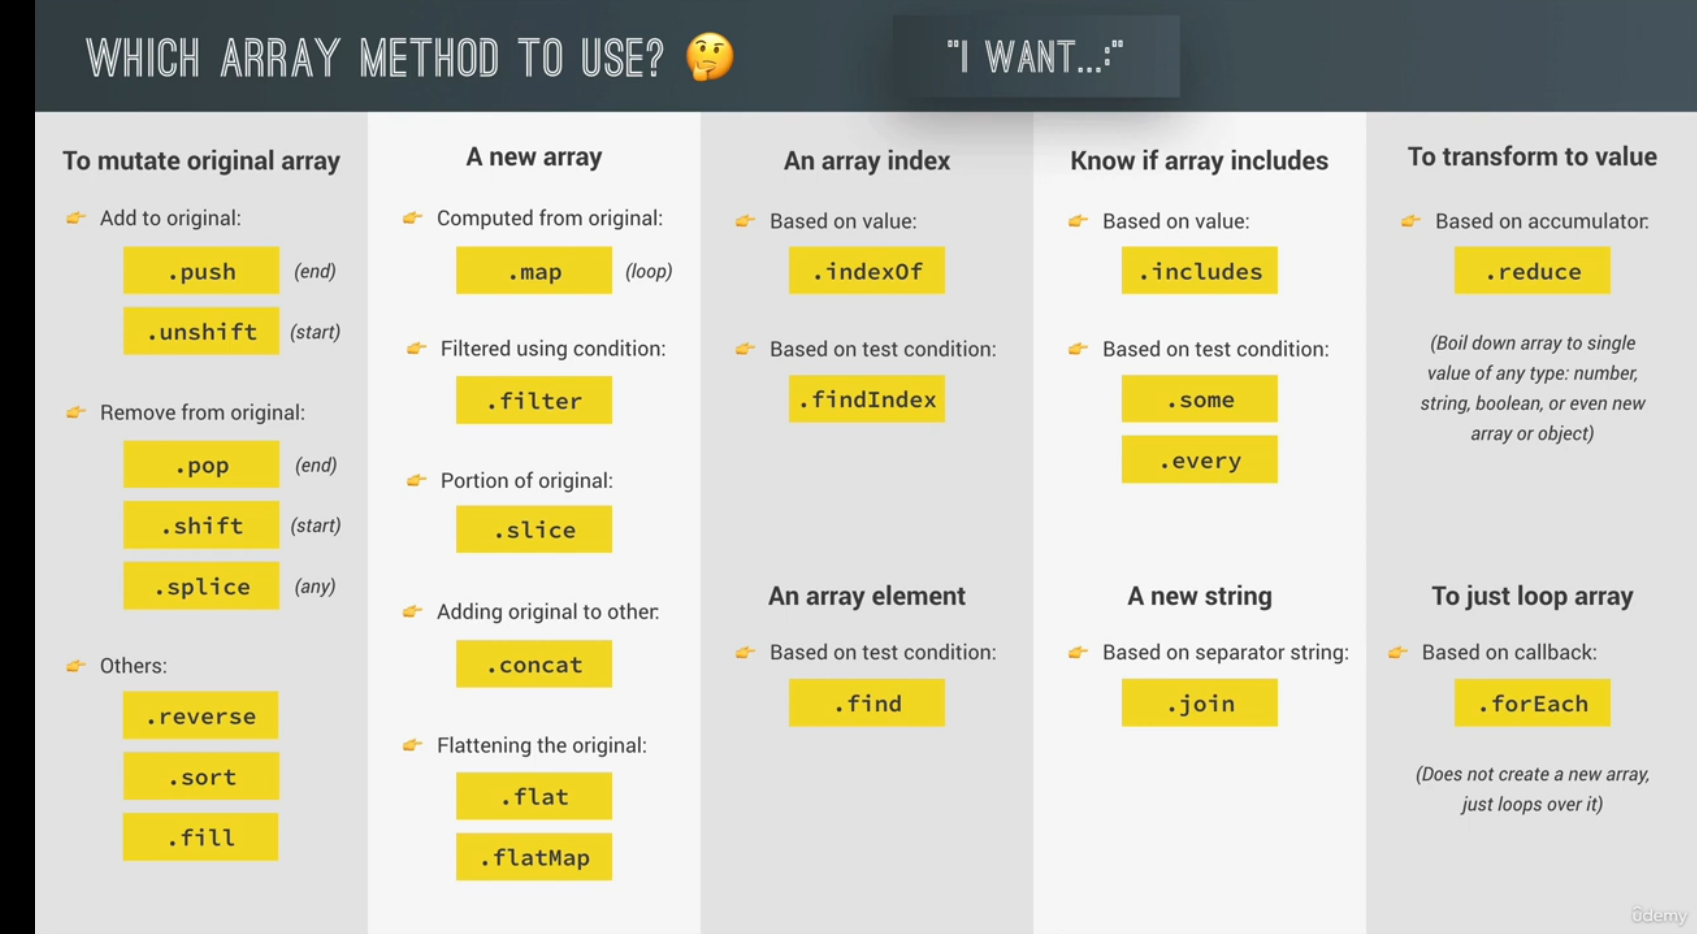 WHICH ARRAY METHOD TO USE? 🤔
"I WANT...:"
To mutate original array
👉 Add to original:
.push (end)
.unshift (start)
👉 Remove from original:
.pop (end)
.shift (start)
.splice (any)
👉 Others:
.reverse
.sort
.fill
A new array
👉 Computed from original:
.map (loop)
👉 Filtered using condition:
.filter
👉 Portion of original:
.slice
👉 Adding original to other:
.concat
👉 Flattening the original:
.flat
.flatMap
An array index
👉 Based on value:
.indexOf
👉 Based on test condition:
.findIndex
An array element
👉 Based on test condition:
.find
Know if array includes
👉 Based on value:
.includes
👉 Based on test condition:
.some
.every
A new string
👉 Based on separator string:
.join
To transform to value
👉 Based on accumulator:
.reduce
(Boil down array to single
value of any type: number,
string, boolean, or even new
array or object)
To just loop array
👉 Based on callback:
.forEach
(Does not create a new array,
just loops over it)
ûdemy